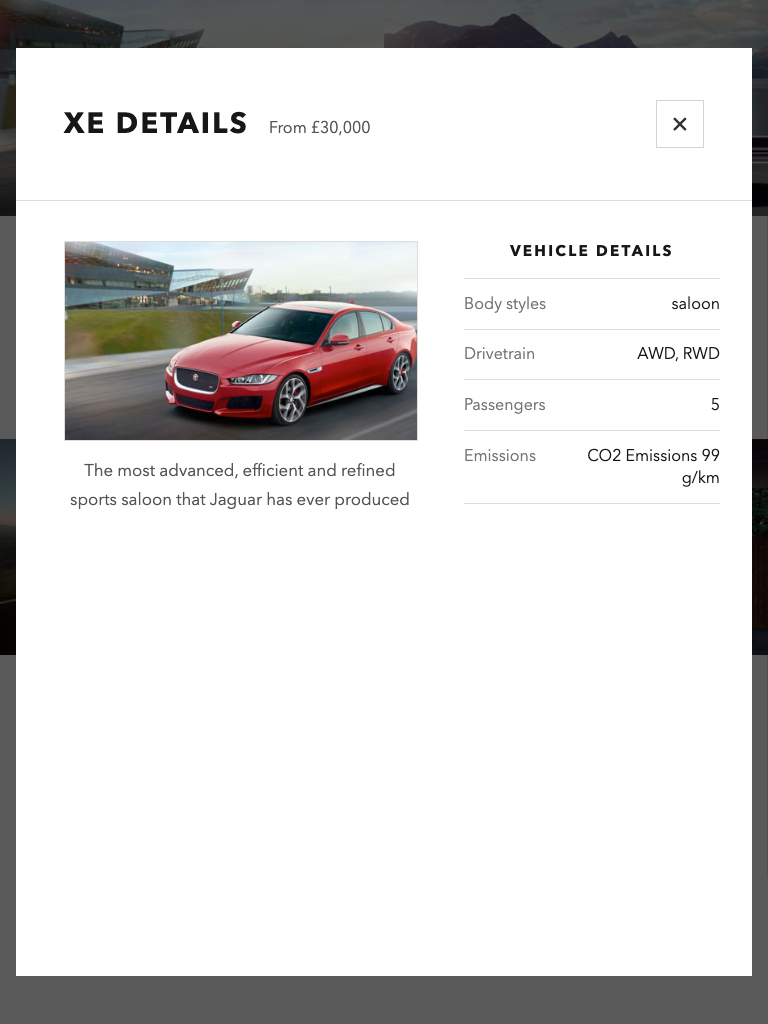 XE DETAILS From £30,000
The most advanced, efficient and refined
sports saloon that Jaguar has ever produced
VEHICLE DETAILS
Body styles saloon
Drivetrain AWD, RWD
Passengers 5
Emissions CO2 Emissions 99
g/km